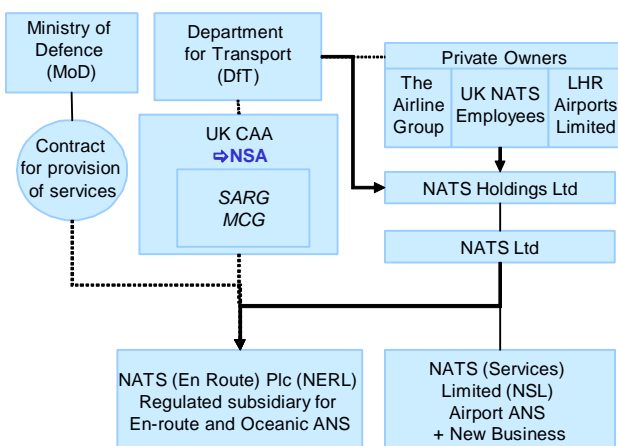 Ministry of
Defence
(MoD)
Department
for Transport
(DfT)
Private Owners
The
Airline
Group
UK NATS
Employees
LHR
Airports
Limited
Contract
for provision
of services
UK CAA
⇨NSA
SARG
MCG
NATS Holdings Ltd
NATS Ltd
NATS (En Route) Plc (NERL)
Regulated subsidiary for
En-route and Oceanic ANS
NATS (Services)
Limited (NSL)
Airport ANS
+ New Business